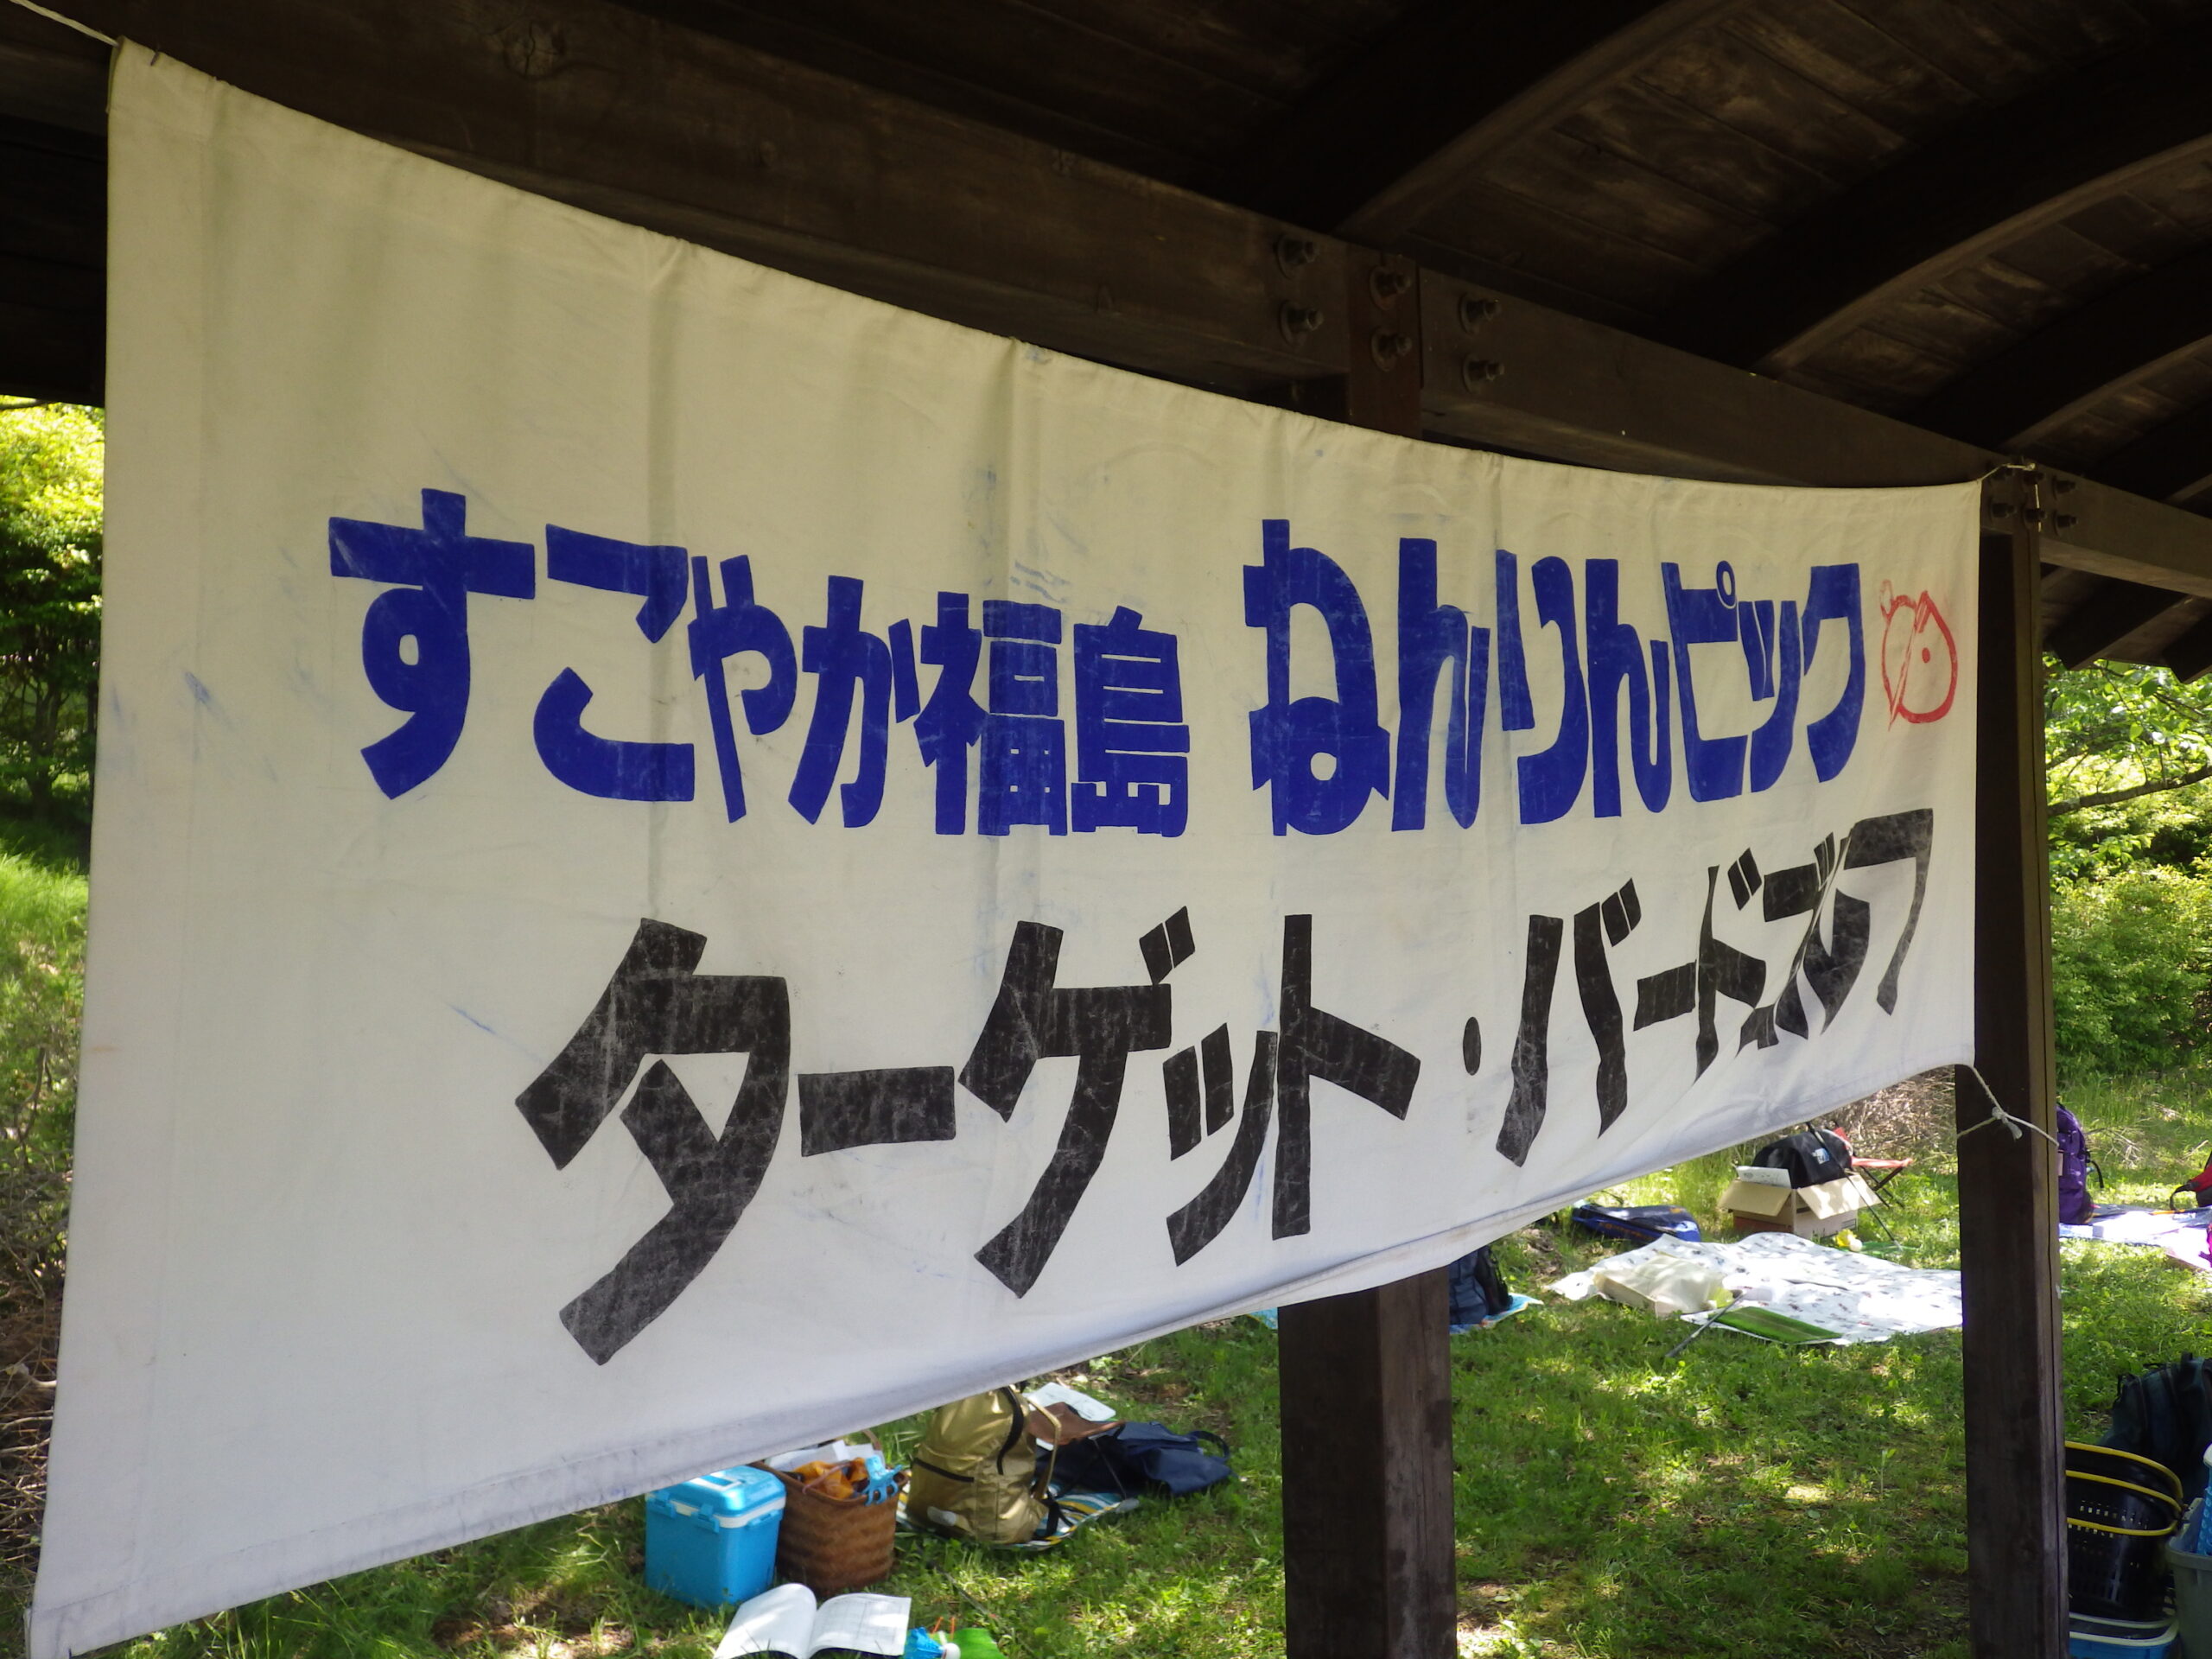 すこやか福島 ねんりんピック
ターゲット・バードゴルフ